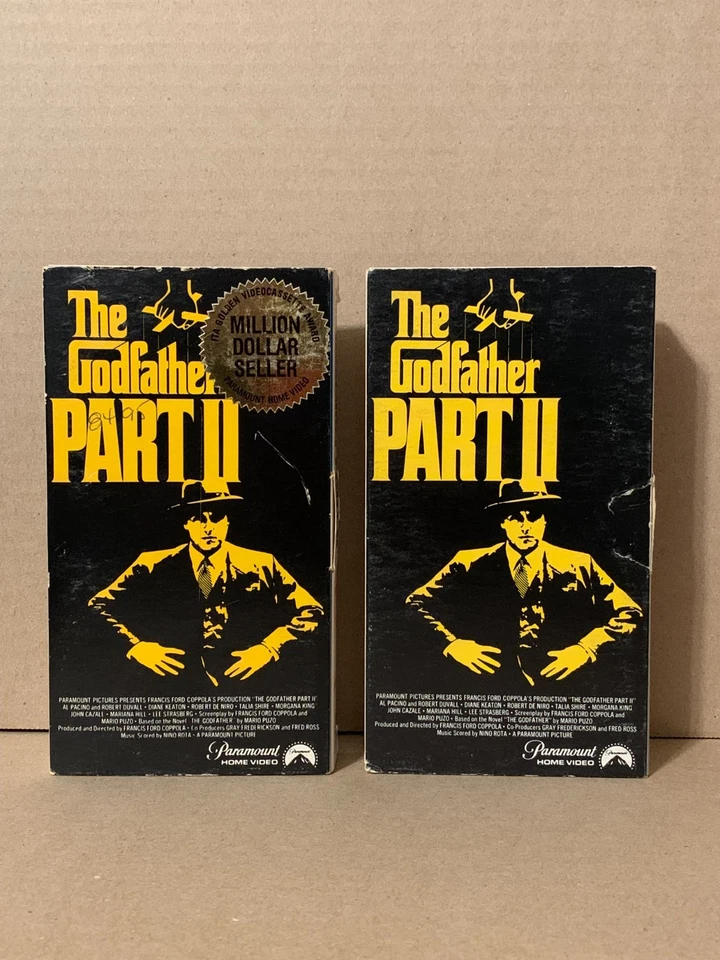 The
Godfather
PART II
ITA GOLDEN VIDEOCASSETTE AWARD
MILLION
DOLLAR
SELLER
PARAMOUNT HOME VIDEO
PARAMOUNT PICTURES PRESENTS FRANCIS FORD COPPOLA'S PRODUCTION "THE GODFATHER PART II"
AL PACINO and ROBERT DUVALL • DIANE KEATON • ROBERT DE NIRO • TALIA SHIRE • MORGANA KING
JOHN CAZALE • MARIANA HILL • LEE STRASBERG • Screenplay by FRANCIS FORD COPPOLA and
MARIO PUZO • Based on the Novel "THE GODFATHER" by MARIO PUZO
Produced and Directed by FRANCIS FORD COPPOLA • Co-Producers GRAY FREDERICKSON and FRED ROSS
Music Scored by NINO ROTA • A PARAMOUNT PICTURE
Paramount
HOME VIDEO
Paramount
The
Godfather
PART II
PARAMOUNT PICTURES PRESENTS FRANCIS FORD COPPOLA'S PRODUCTION "THE GODFATHER PART II"
AL PACINO and ROBERT DUVALL • DIANE KEATON • ROBERT DE NIRO • TALIA SHIRE • MORGANA KING
JOHN CAZALE • MARIANA HILL • LEE STRASBERG • Screenplay by FRANCIS FORD COPPOLA and
MARIO PUZO • Based on the Novel "THE GODFATHER" by MARIO PUZO
Produced and Directed by FRANCIS FORD COPPOLA • Co-Producers GRAY FREDERICKSON and FRED ROSS
Music Scored by NINO ROTA • A PARAMOUNT PICTURE
Paramount
HOME VIDEO
Paramount